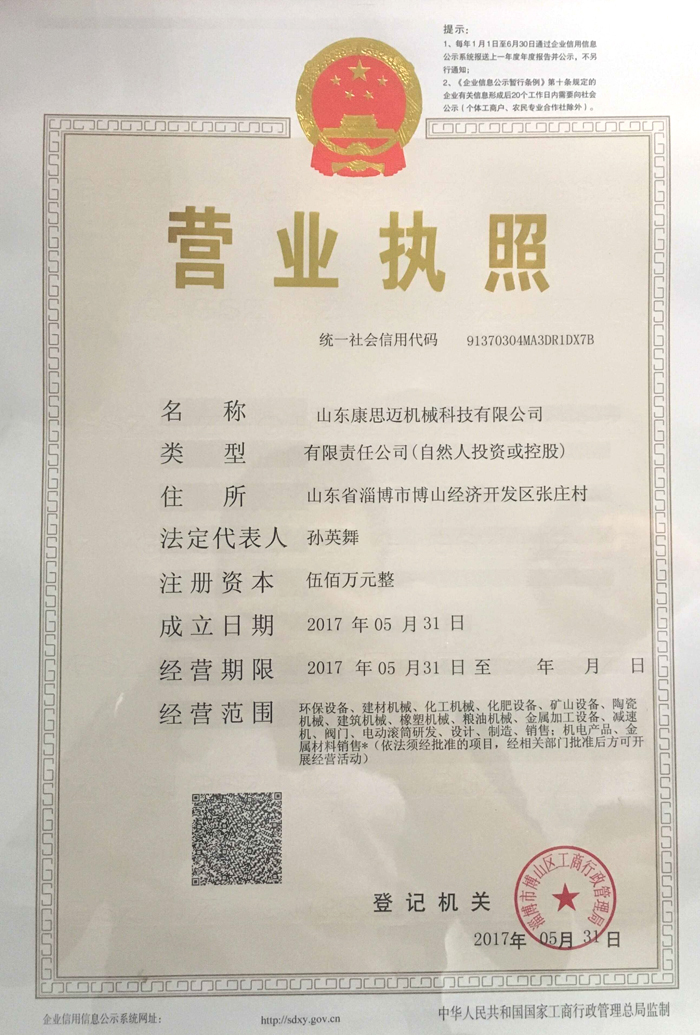 提示：
1、每年1月1日至6月30日通过企业信用信息
公示系统报送上一年度年度报告并公示，不另
行通知；
2、《企业信息公示暂行条例》第十条规定的
企业有关信息形成后20个工作日内需要向社会
公示（个体工商户、农民专业合作社除外）。
营业执照
统一社会信用代码 91370304MA3DR1DX7B
名称 山东康思迈机械科技有限公司
类型 有限责任公司(自然人投资或控股)
住所 山东省淄博市博山经济开发区张庄村
法定代表人 孙英舞
注册资本 伍佰万元整
成立日期 2017 年 05 月 31 日
经营期限 2017 年 05 月 31 日 至 年 月 日
经营范围 环保设备、建材机械、化工机械、化肥设备、矿山设备、陶瓷
机械、建筑机械、橡塑机械、粮油机械、金属加工设备、减速
机、阀门、电动滚筒研发、设计、制造、销售；机电产品、金
属材料销售*（依法须经批准的项目，经相关部门批准后方可开
展经营活动）
登记机关
淄博市博山区工商行政管理局
2017年 05月 31日
企业信用信息公示系统网址： http://sdxy.gov.cn 中华人民共和国国家工商行政管理总局监制